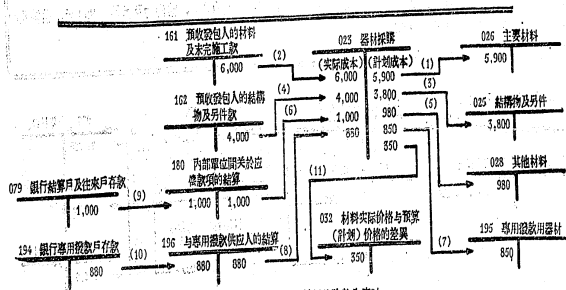 161 預收發包人的材料
及未完施工款
6,000
(2)
023 器材採購
(实际成本) (計划成本)
6,000 5,900
4,000 3,800
1,000 980
850 850
350
(1)
026 主要材料
5,900
162 預收發包人的結構
物及另件款
4,000
(4)
(6)
(3)
(5)
025 結構物及另件
3,800
180 内部單位間关於应
償款項的結算
1,000 1,000
079 銀行結算戶及往來戶存款
1,000
(9)
(11)
028 其他材料
980
194 銀行專用撥款戶存款
880
(10)
196 与專用撥款供应人的結算
880 880
(8)
032 材料实际价格与預算
(計划) 价格的差異
350
(7)
195 專用撥款用器材
850